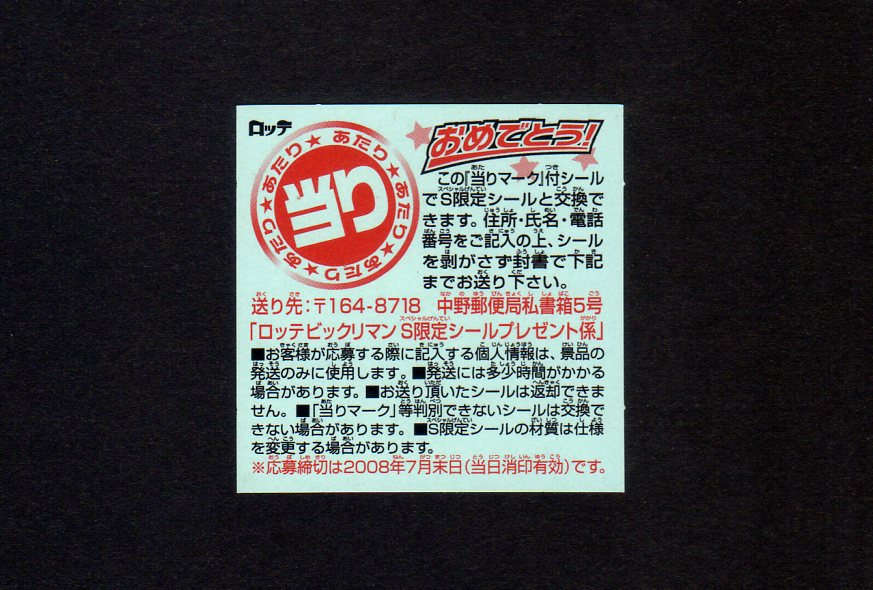 ロッテ
あたり★あたり★あたり★あたり★あたり★
当り
おめでとう!
この「当りマーク」付シール
でS限定シールと交換で
きます。住所・氏名・電話
番号をご記入の上、シール
を剥がさず封書で下記
までお送り下さい。
送り先:〒164-8718 中野郵便局私書箱5号
「ロッテビックリマン S限定シールプレゼント係」
■お客様が応募する際に記入する個人情報は、景品の
発送のみに使用します。■発送には多少時間がかかる
場合があります。■お送り頂いたシールは返却できま
せん。■「当りマーク」等判別できないシールは交換で
きない場合があります。■S限定シールの材質は仕様
を変更する場合があります。
※応募締切は2008年7月末日(当日消印有効)です。